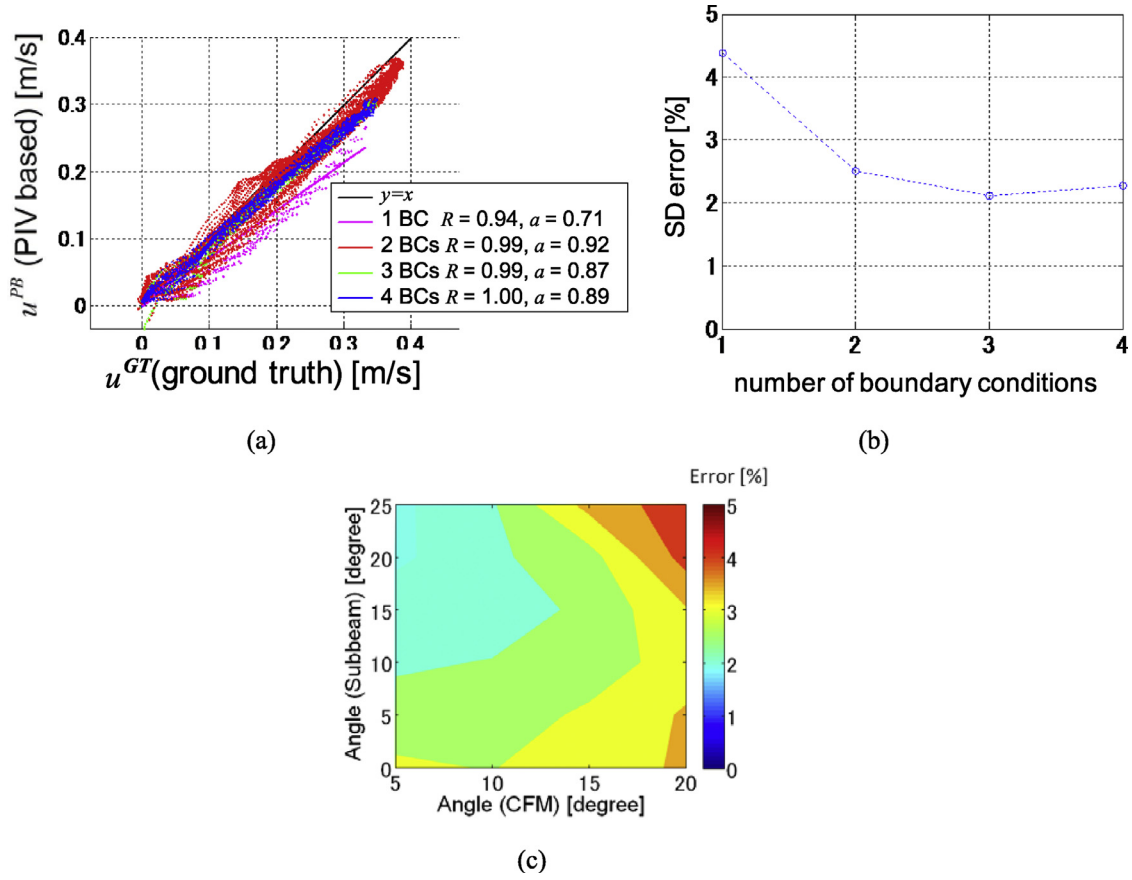 0.4
0.3
0.2
0.1
0
u^PB (PIV based) [m/s]
y=x
1 BC R = 0.94, a = 0.71
2 BCs R = 0.99, a = 0.92
3 BCs R = 0.99, a = 0.87
4 BCs R = 1.00, a = 0.89
0 0.1 0.2 0.3 0.4
u^GT (ground truth) [m/s]
(a)
5
4
3
2
1
0
SD error [%]
1 2 3 4
number of boundary conditions
(b)
Error [%]
25
20
15
10
5
0
Angle (Subbeam) [degree]
5 10 15 20
Angle (CFM) [degree]
5
4
3
2
1
0
(c)